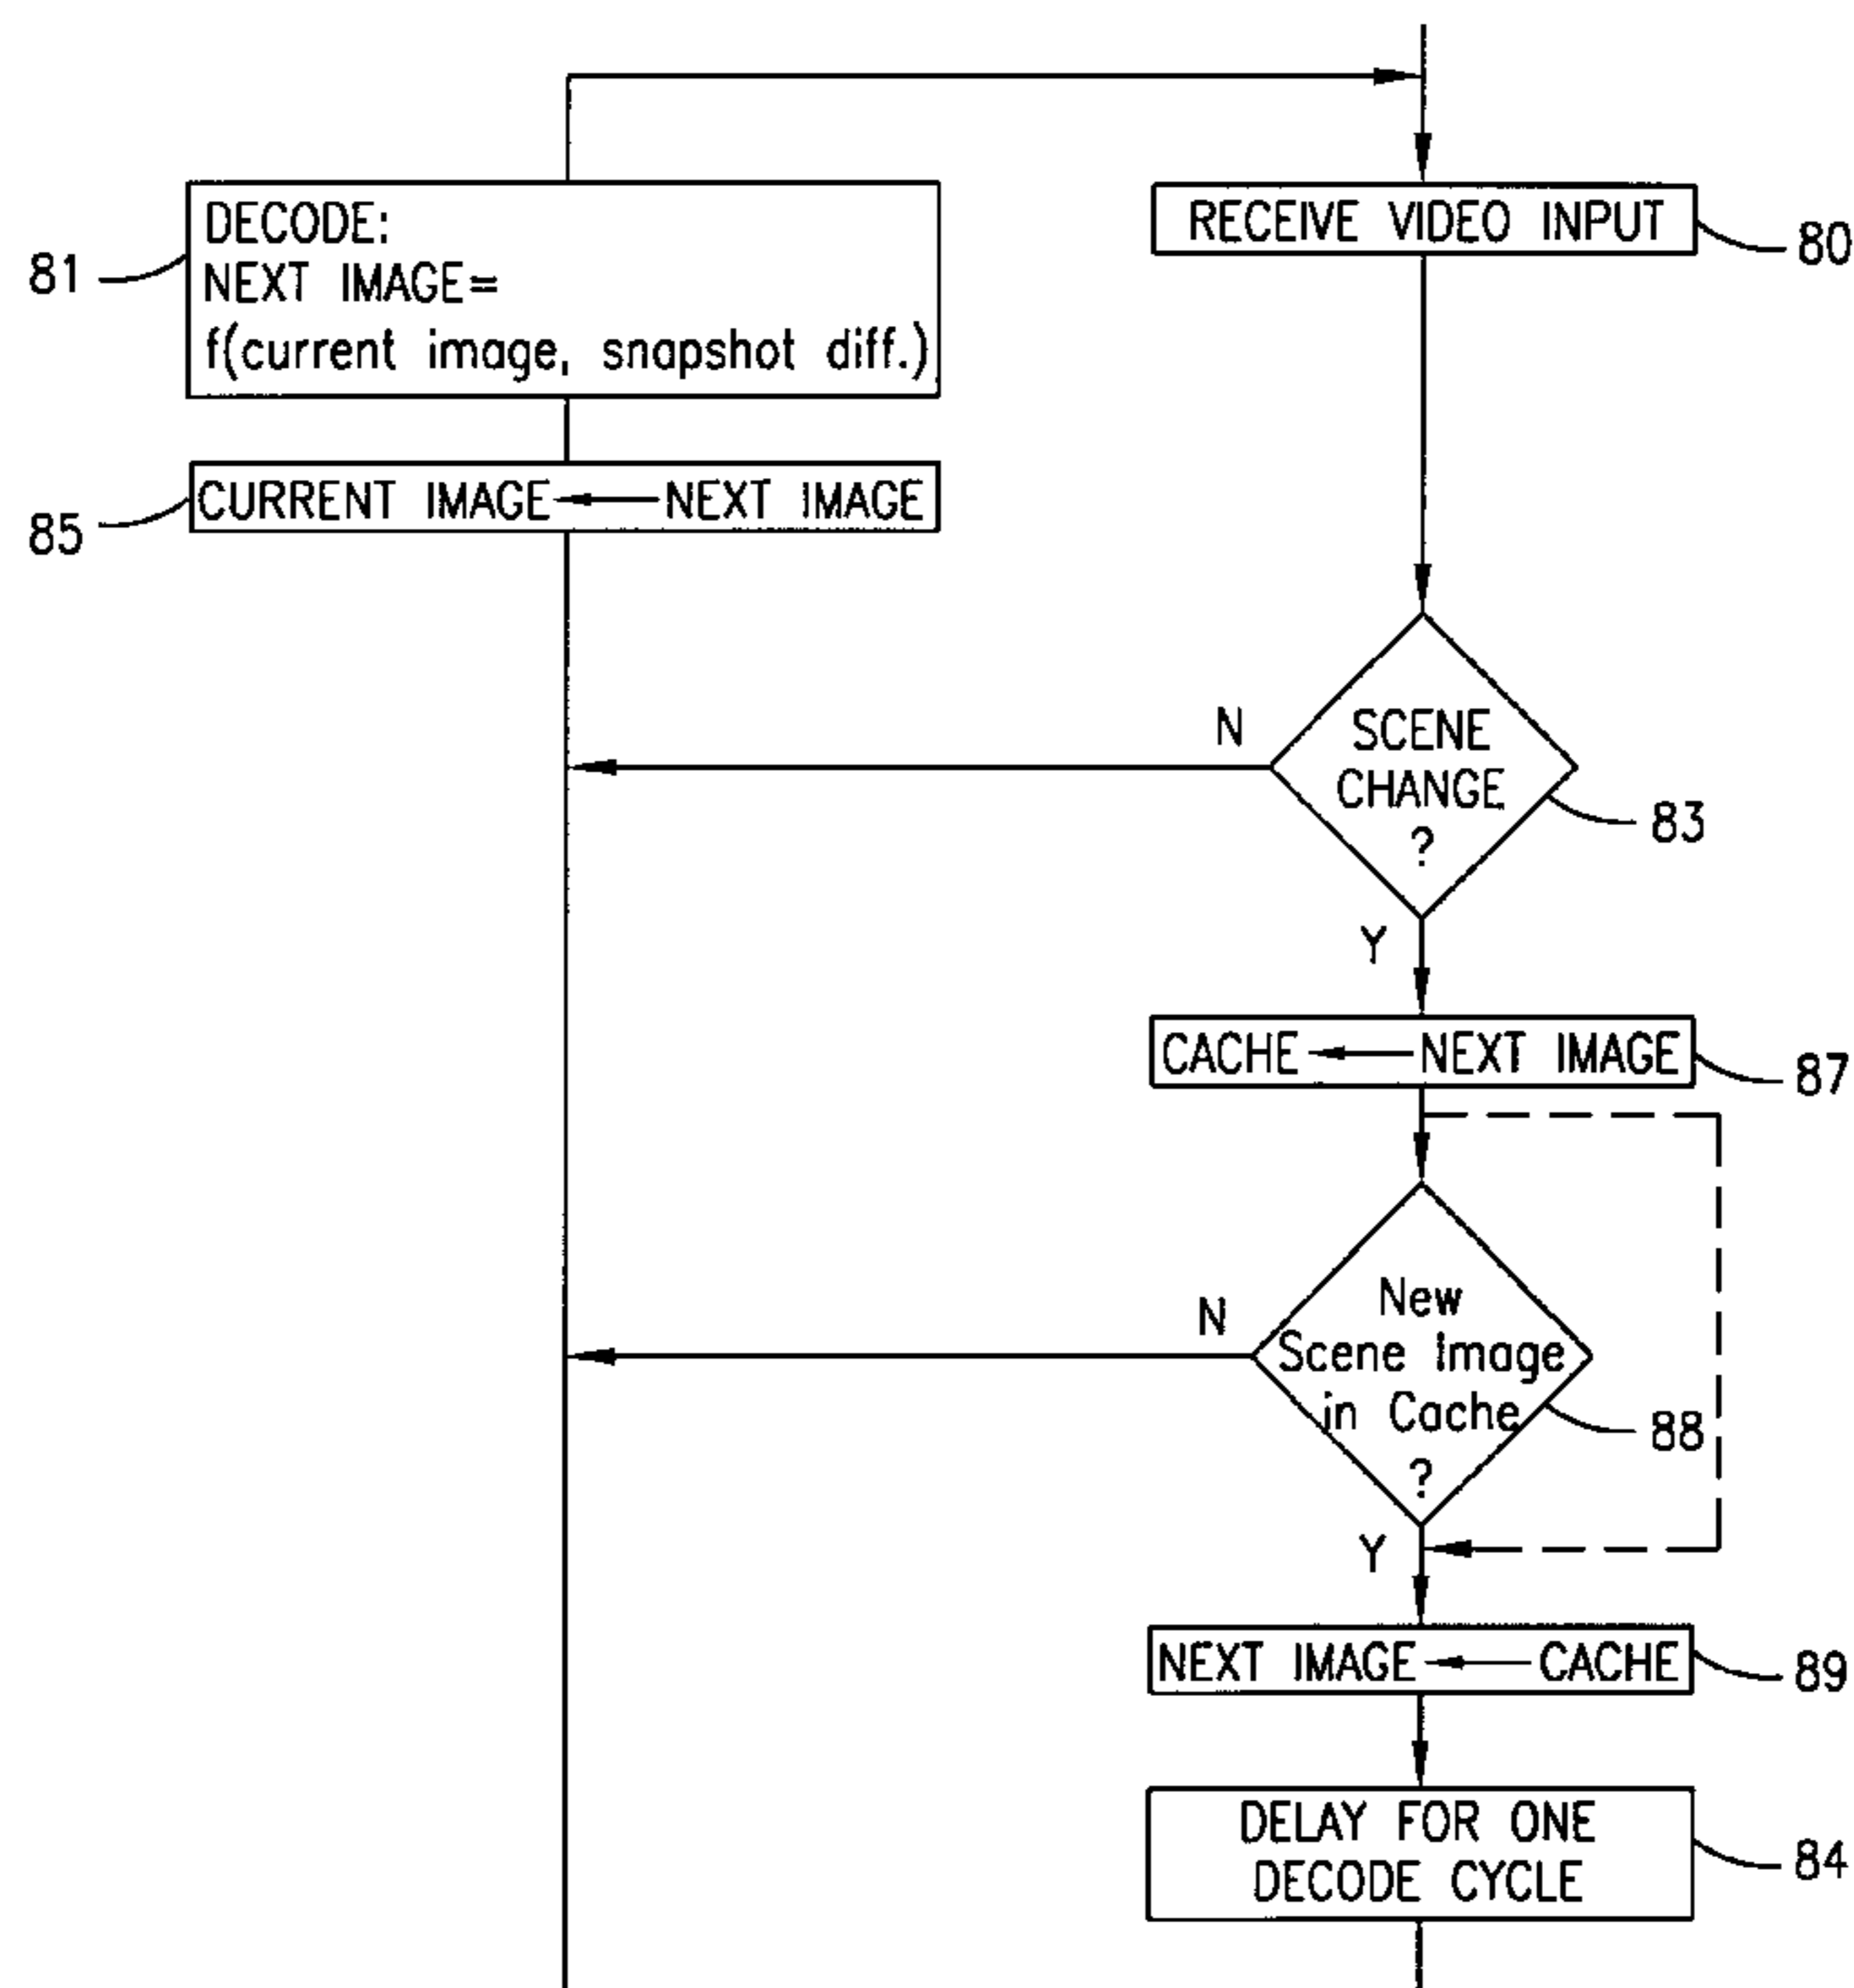 DECODE:
NEXT IMAGE=
f(current image, snapshot diff.)
81
RECEIVE VIDEO INPUT
80
CURRENT IMAGE ← NEXT IMAGE
85
SCENE
CHANGE
?
N
83
Y
CACHE ← NEXT IMAGE
87
New
Scene Image
in Cache
?
N
88
Y
NEXT IMAGE ← CACHE
89
DELAY FOR ONE
DECODE CYCLE
84